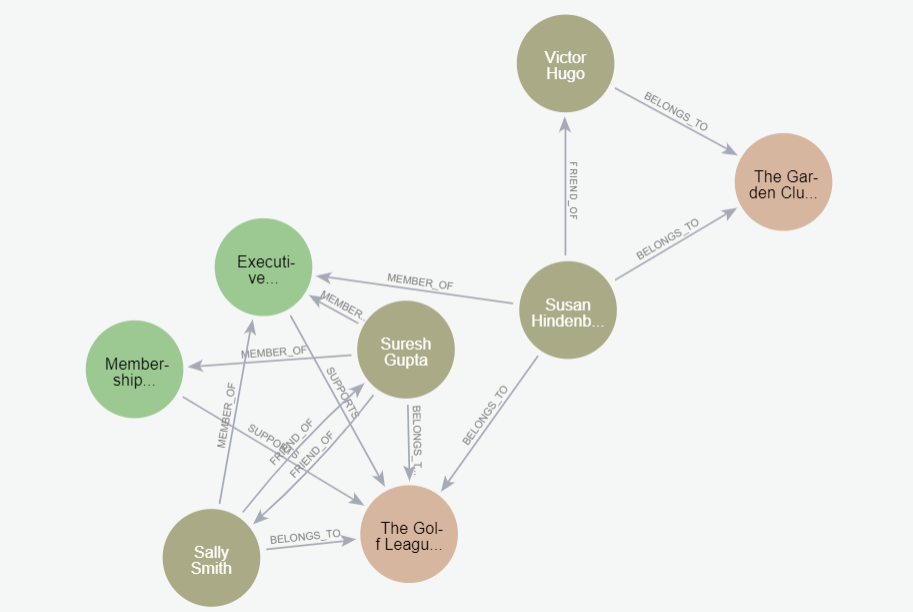 Victor
Hugo
BELONGS_TO
The Gar-
den Clu...
FRIEND_OF
BELONGS_TO
Executi-
ve...
MEMBER_OF
Susan
Hindenb...
MEMBER..
Suresh
Gupta
Member-
ship...
MEMBER_OF
SUPPORTS
BELONGS_TO
MEMBER_OF
BELONGS_T...
SUPPORTS
FRIEND_OF
FRIEND_OF
The Gol-
f Leagu...
BELONGS_TO
Sally
Smith